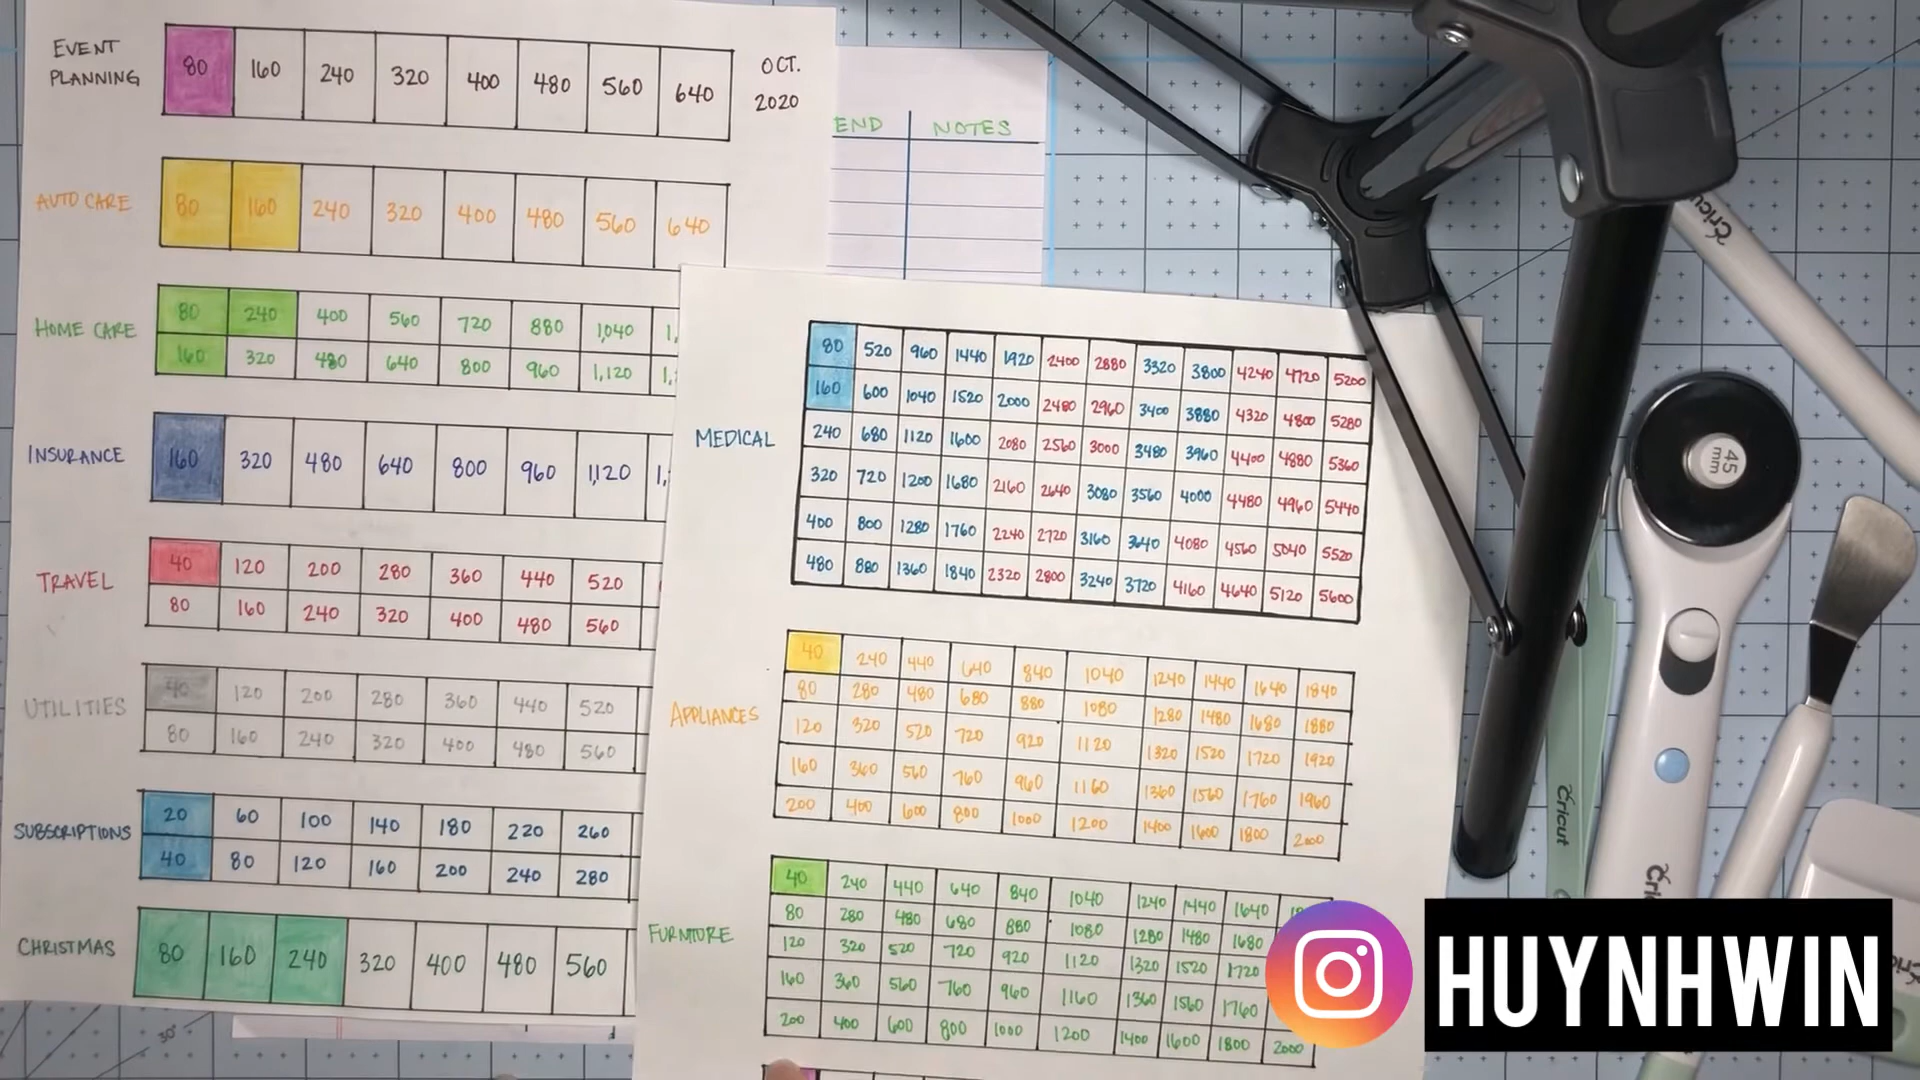 EVENT PLANNING 80 160 240 320 400 480 560 640 OCT. 2020
AUTO CARE 80 160 240 320 400 480 560 640
HOME CARE 80 240 400 560 720 880 1,040
160 320 480 640 800 960 1,120
INSURANCE 160 320 480 640 800 960 1,120
TRAVEL 40 120 200 280 360 440 520
80 160 240 320 400 480 560
UTILITIES 40 120 200 280 360 440 520
80 160 240 320 400 480 560
SUBSCRIPTIONS 20 60 100 140 180 220 260
40 80 120 160 200 240 280
CHRISTMAS 80 160 240 320 400 480 560
END NOTES
MEDICAL
80 520 960 1440 1920 2400 2880 3320 3800 4240 4720 5200
160 600 1040 1520 2000 2480 2960 3400 3880 4320 4800 5280
240 680 1120 1600 2080 2560 3000 3480 3960 4400 4880 5360
320 720 1200 1680 2160 2640 3080 3560 4000 4480 4960 5440
400 800 1280 1760 2240 2720 3160 3640 4080 4560 5040 5520
480 880 1360 1840 2320 2800 3240 3720 4160 4640 5120 5600
APPLIANCES
40 240 440 640 840 1040 1240 1440 1640 1840
80 280 480 680 880 1080 1280 1480 1680 1880
120 320 520 720 920 1120 1320 1520 1720 1920
160 360 560 760 960 1160 1360 1560 1760 1960
200 400 600 800 1000 1200 1400 1600 1800 2000
FURNITURE
40 240 440 640 840 1040 1240 1440 1640
80 280 480 680 880 1080 1280 1480 1680
120 320 520 720 920 1120 1320 1520 1720
160 360 560 760 960 1160 1360 1560 1760
200 400 600 800 1000 1200 1400 1600 1800 2000
Cricut
45 mm
Cricut
30°
HUYNHWIN